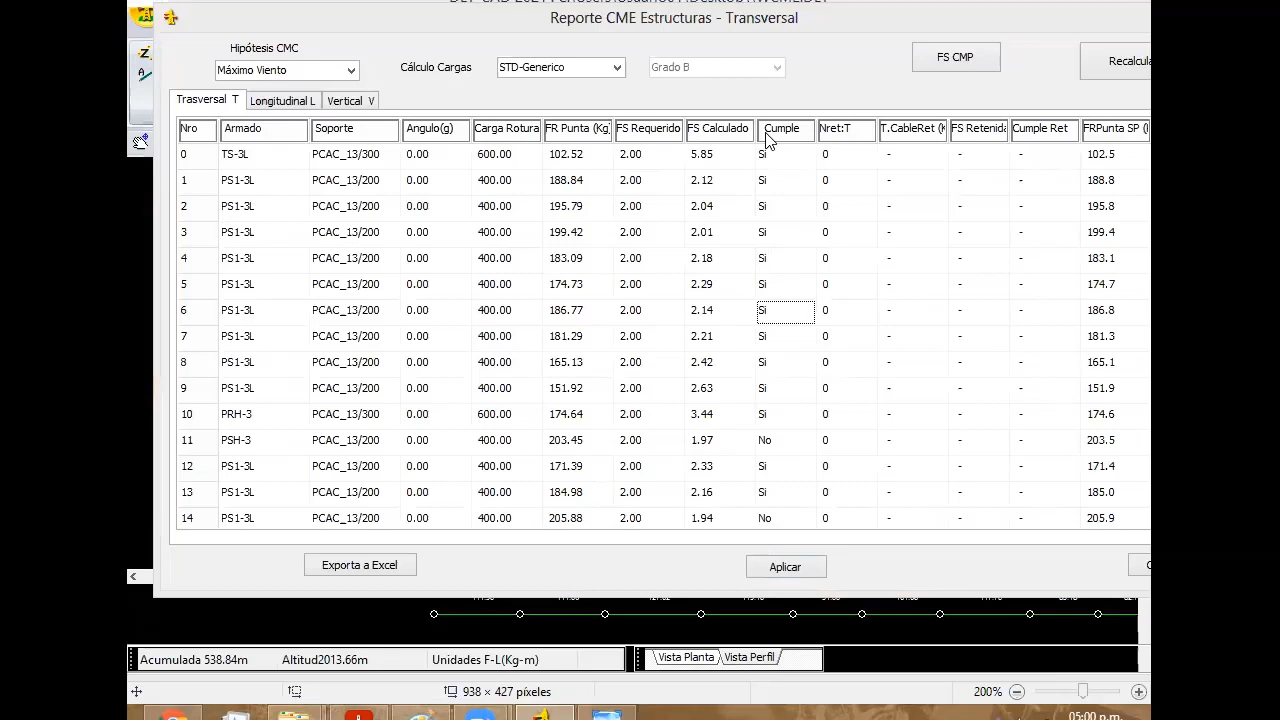 Reporte CME Estructuras - Transversal
Hipótesis CMC
Máximo Viento
Cálculo Cargas
STD-Generico
Grado B
FS CMP
Recalcula
Trasversal T
Longitudinal L
Vertical V
Nro Armado Soporte Angulo(g) Carga Rotura FR Punta (Kg) FS Requerido FS Calculado Cumple Nret:T T.CableRet (K FS Retenida Cumple Ret FRPunta SP (
0 TS-3L PCAC_13/300 0.00 600.00 102.52 2.00 5.85 Si 0 - - - 102.5
1 PS1-3L PCAC_13/200 0.00 400.00 188.84 2.00 2.12 Si 0 - - - 188.8
2 PS1-3L PCAC_13/200 0.00 400.00 195.79 2.00 2.04 Si 0 - - - 195.8
3 PS1-3L PCAC_13/200 0.00 400.00 199.42 2.00 2.01 Si 0 - - - 199.4
4 PS1-3L PCAC_13/200 0.00 400.00 183.09 2.00 2.18 Si 0 - - - 183.1
5 PS1-3L PCAC_13/200 0.00 400.00 174.73 2.00 2.29 Si 0 - - - 174.7
6 PS1-3L PCAC_13/200 0.00 400.00 186.77 2.00 2.14 Si 0 - - - 186.8
7 PS1-3L PCAC_13/200 0.00 400.00 181.29 2.00 2.21 Si 0 - - - 181.3
8 PS1-3L PCAC_13/200 0.00 400.00 165.13 2.00 2.42 Si 0 - - - 165.1
9 PS1-3L PCAC_13/200 0.00 400.00 151.92 2.00 2.63 Si 0 - - - 151.9
10 PRH-3 PCAC_13/300 0.00 600.00 174.64 2.00 3.44 Si 0 - - - 174.6
11 PSH-3 PCAC_13/200 0.00 400.00 203.45 2.00 1.97 No 0 - - - 203.5
12 PS1-3L PCAC_13/200 0.00 400.00 171.39 2.00 2.33 Si 0 - - - 171.4
13 PS1-3L PCAC_13/200 0.00 400.00 184.98 2.00 2.16 Si 0 - - - 185.0
14 PS1-3L PCAC_13/200 0.00 400.00 205.88 2.00 1.94 No 0 - - - 205.9
Exporta a Excel
Aplicar
Acumulada 538.84m Altitud2013.66m Unidades F-L(Kg-m)
Vista Planta Vista Perfil
938 × 427 píxeles
200%
05:00 p.m.